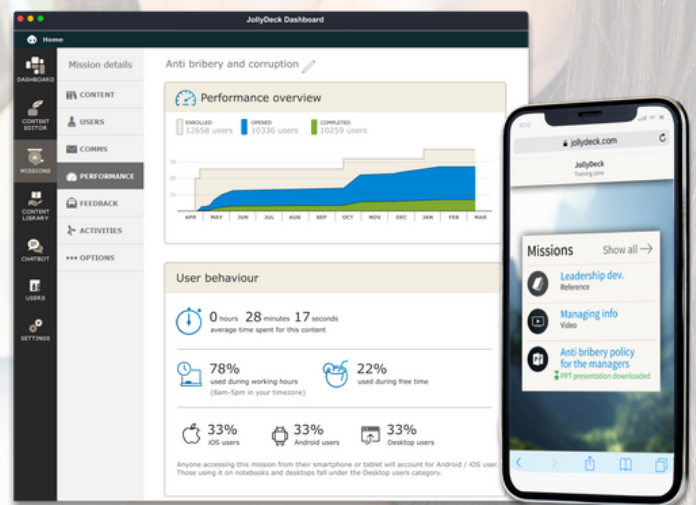 JollyDeck Dashboard
Home
DASHBOARD
CONTENT
EDITOR
MISSIONS
CONTENT
LIBRARY
CHATBOT
USERS
SETTINGS
Mission details
CONTENT
USERS
COMMS
PERFORMANCE
FEEDBACK
ACTIVITIES
OPTIONS
Anti bribery and corruption
Performance overview
ENROLLED
12658 users
OPENED
10336 users
COMPLETED
10259 users
30
20
10
APR MAY JUN JUL AUG SEP OCT NOV DEC JAN FEB MAR
User behaviour
0 hours 28 minutes 17 seconds
average time spent for this content
78%
used during working hours
(8am-5pm in your timezone)
22%
used during free time
33%
iOS users
33%
Android users
33%
Desktop users
Anyone accessing this mission from their smartphone or tablet will account for Android / iOS user.
Those using it on notebooks and desktops fall under the Desktop users category.
jollydeck.com
JollyDeck
Training zone
Missions Show all
Leadership dev.
Reference
Managing info
Video
Anti bribery policy
for the managers
PPT presentation downloaded